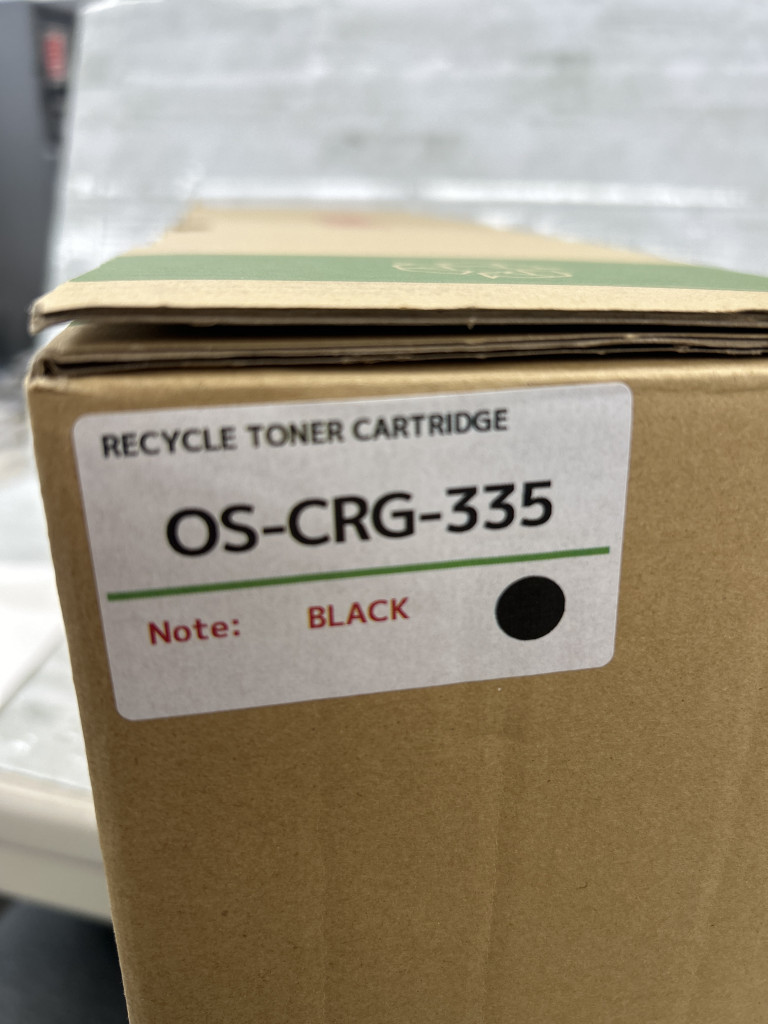 RECYCLE TONER CARTRIDGE
OS-CRG-335
Note: BLACK